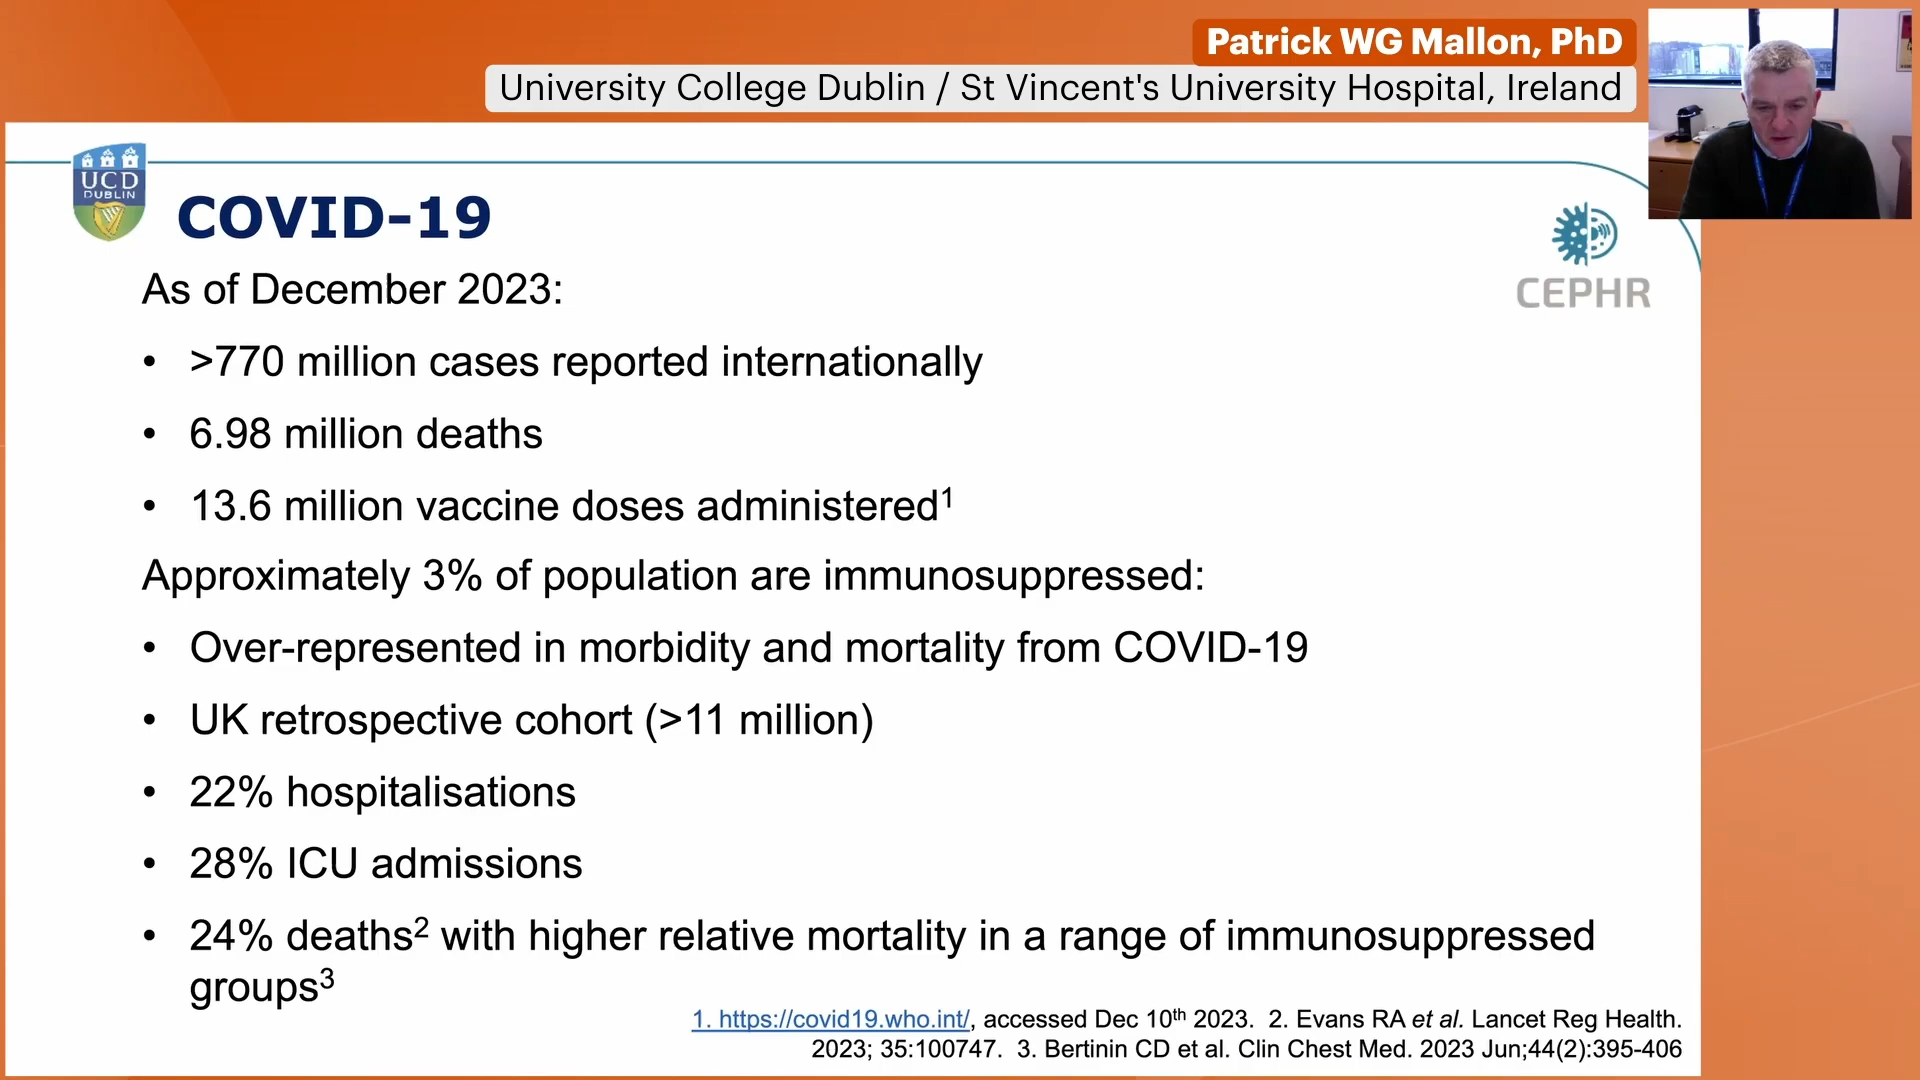 Patrick WG Mallon, PhD
University College Dublin / St Vincent's University Hospital, Ireland
UCD
DUBLIN
COVID-19
CEPHR
As of December 2023:
• >770 million cases reported internationally
• 6.98 million deaths
• 13.6 million vaccine doses administered1
Approximately 3% of population are immunosuppressed:
• Over-represented in morbidity and mortality from COVID-19
• UK retrospective cohort (>11 million)
• 22% hospitalisations
• 28% ICU admissions
• 24% deaths2 with higher relative mortality in a range of immunosuppressed
groups3
1. https://covid19.who.int/, accessed Dec 10th 2023. 2. Evans RA et al. Lancet Reg Health.
2023; 35:100747. 3. Bertinin CD et al. Clin Chest Med. 2023 Jun;44(2):395-406